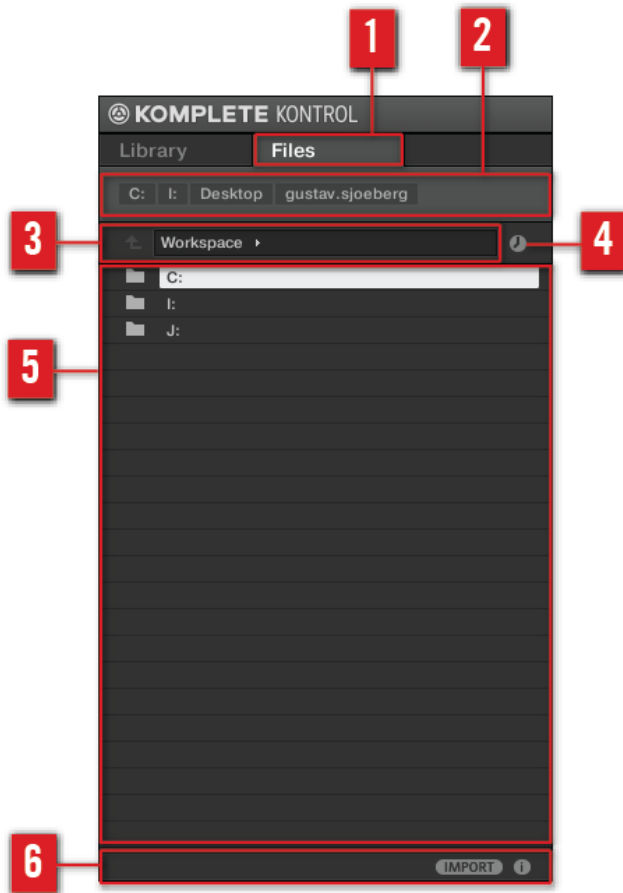 1 2
KOMPLETE KONTROL
Library Files
C: I: Desktop gustav.sjoeberg
3 Workspace 4
C:
I:
J:
5
6 IMPORT i